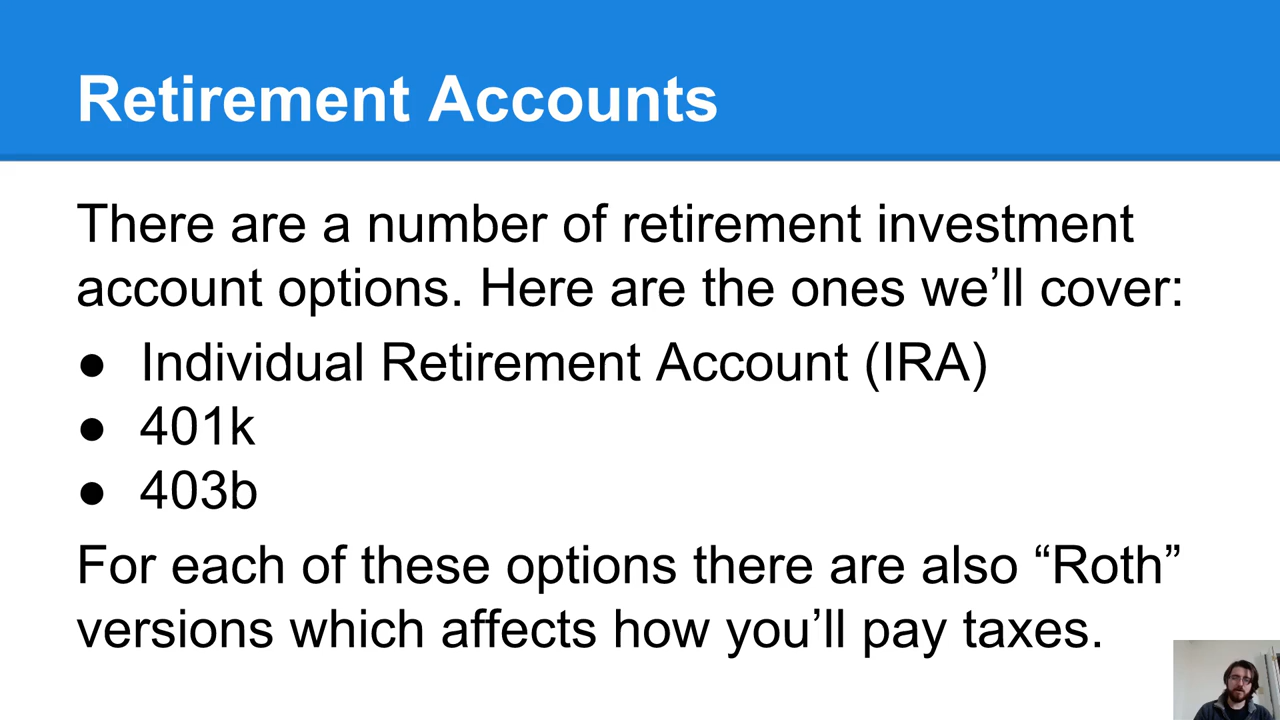 Retirement Accounts
There are a number of retirement investment
account options. Here are the ones we’ll cover:
● Individual Retirement Account (IRA)
● 401k
● 403b
For each of these options there are also “Roth”
versions which affects how you’ll pay taxes.